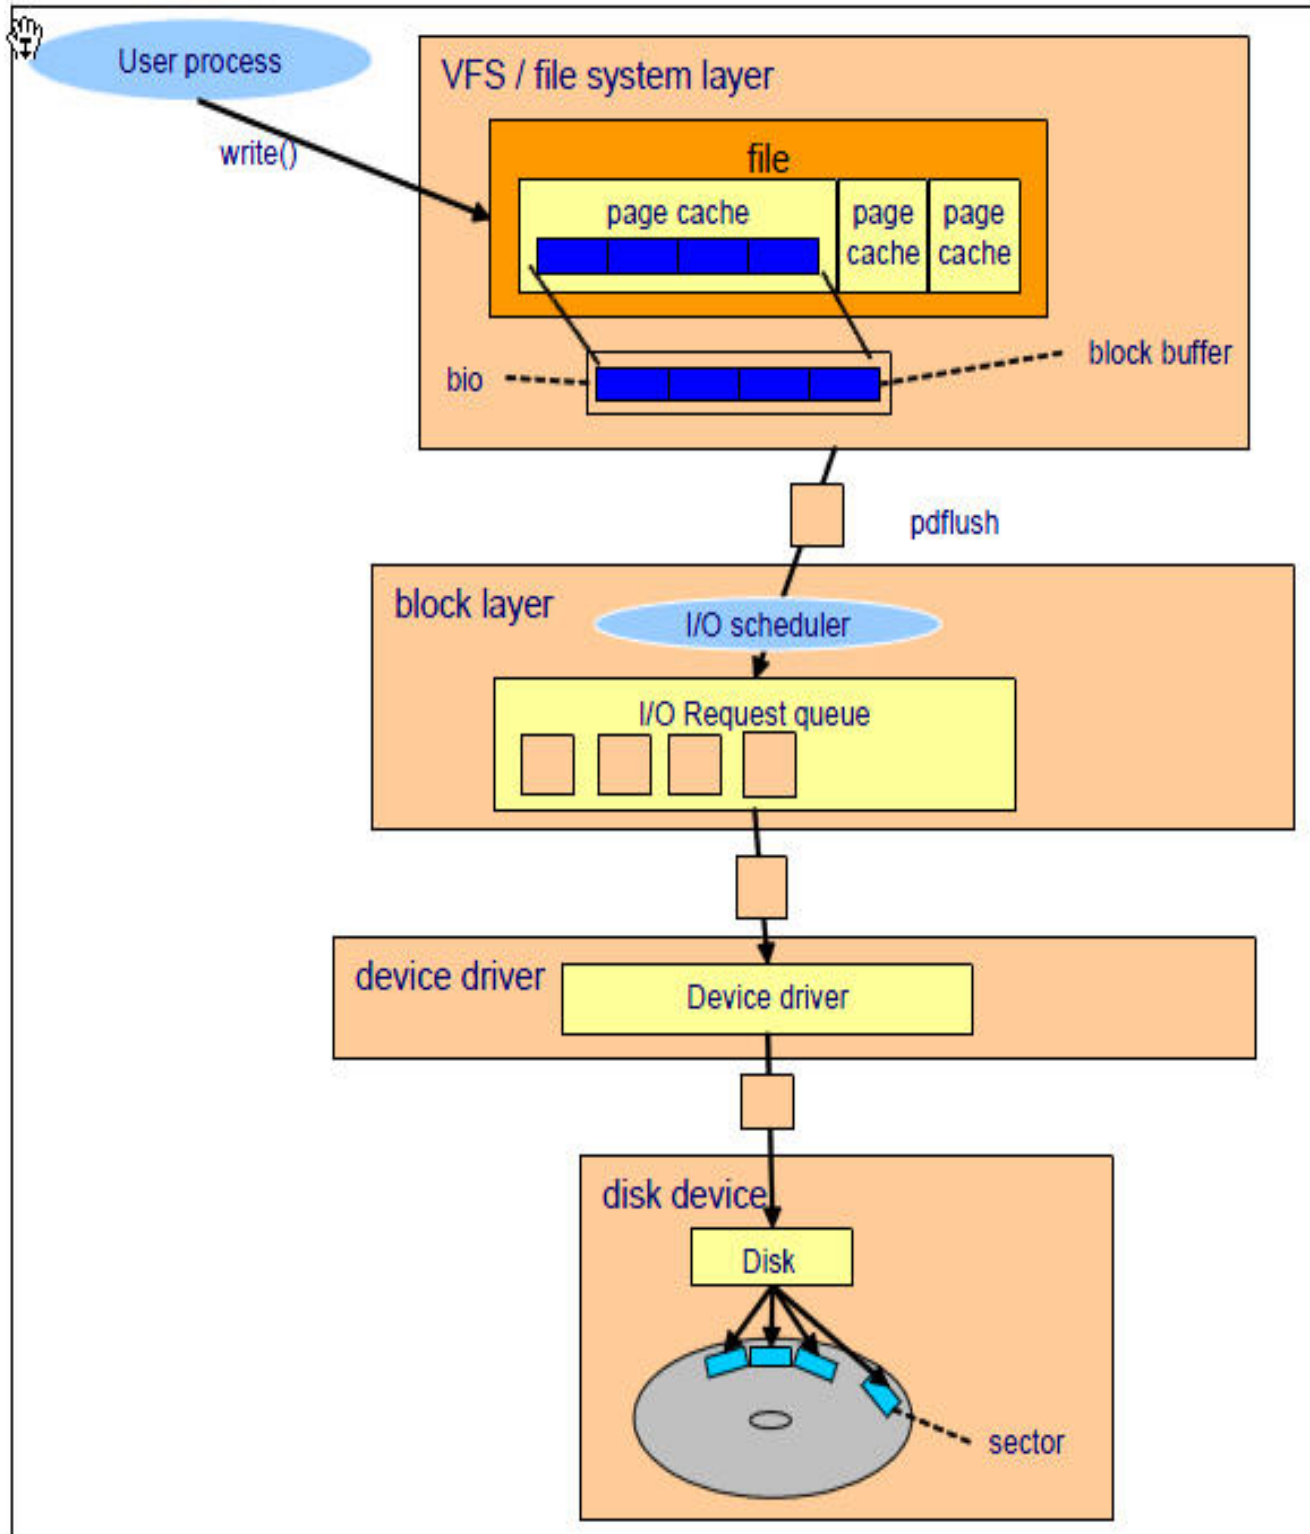 User process
write()
VFS / file system layer
file
page cache
page
cache
page
cache
bio
block buffer
pdflush
block layer
I/O scheduler
I/O Request queue
device driver
Device driver
disk device
Disk
sector